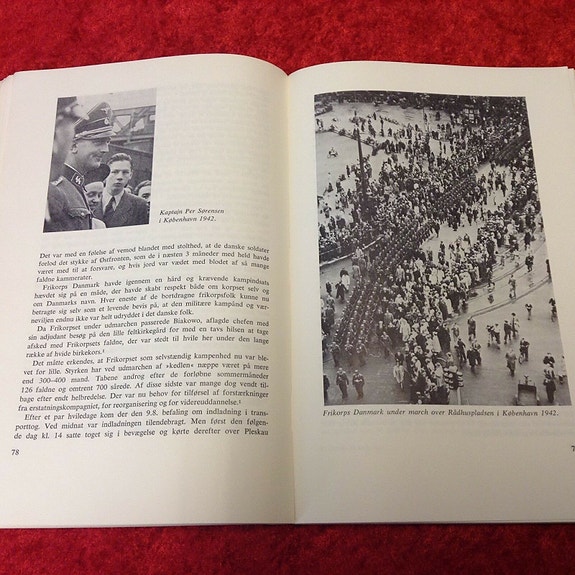 Kaptajn Per Sørensen
i København 1942.
Det var med en følelse af vemod blandet med stolthed, at de danske soldater
forlod det stykke af Østfronten, som de i næsten 3 måneder med held havde
været med til at forsvare, og hvis jord var vædet med blodet af så mange
faldne kammerater.
Frikorps Danmark havde igennem en hård og krævende kampindsats
hævdet sig på en måde, der havde skabt respekt både om korpset selv og
om Danmarks navn. Hver eneste af de bortdragne frikorpsfolk kunne nu
betragte sig selv som et levende bevis på, at den militære kampånd og vær-
neviljen endnu ikke var helt udryddet i det danske folk.
Da Frikorpset under udmarchen passerede Biakowo, aflagde chefen med
sin adjudant besøg på den lille feltkirkegård for med en tavs hilsen at tage
afsked med Frikorpsets faldne, der var stedt til hvile her under den lange
række af hvide birkekors.¹
Det måtte erkendes, at Frikorpset som selvstændig kampenhed nu var ble-
vet for lille. Styrken har ved udmarchen af »kedlen« næppe været på mere
end 300–400 mand. Tabene androg efter de forløbne sommermåneder
126 faldne og omtrent 700 sårede. Af disse sidste var mange dog vendt til-
bage efter endt helbredelse. Der var nu behov for tilførsel af forstærkninger
fra erstatningskompagniet, for reorganisering og for videreuddannelse.¹
Efter et par hviledage kom der den 9.8. befaling om indladning i trans-
porttog. Ved midnat var indladningen tilendebragt. Men først den følgen-
de dag kl. 14 satte toget sig i bevægelse og kørte derefter over Pleskau
78
Frikorps Danmark under march over Rådhuspladsen i København 1942.